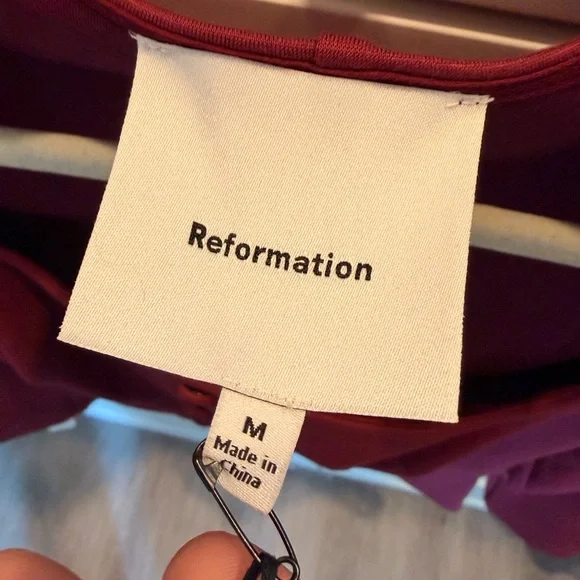 Reformation
M
Made in
China